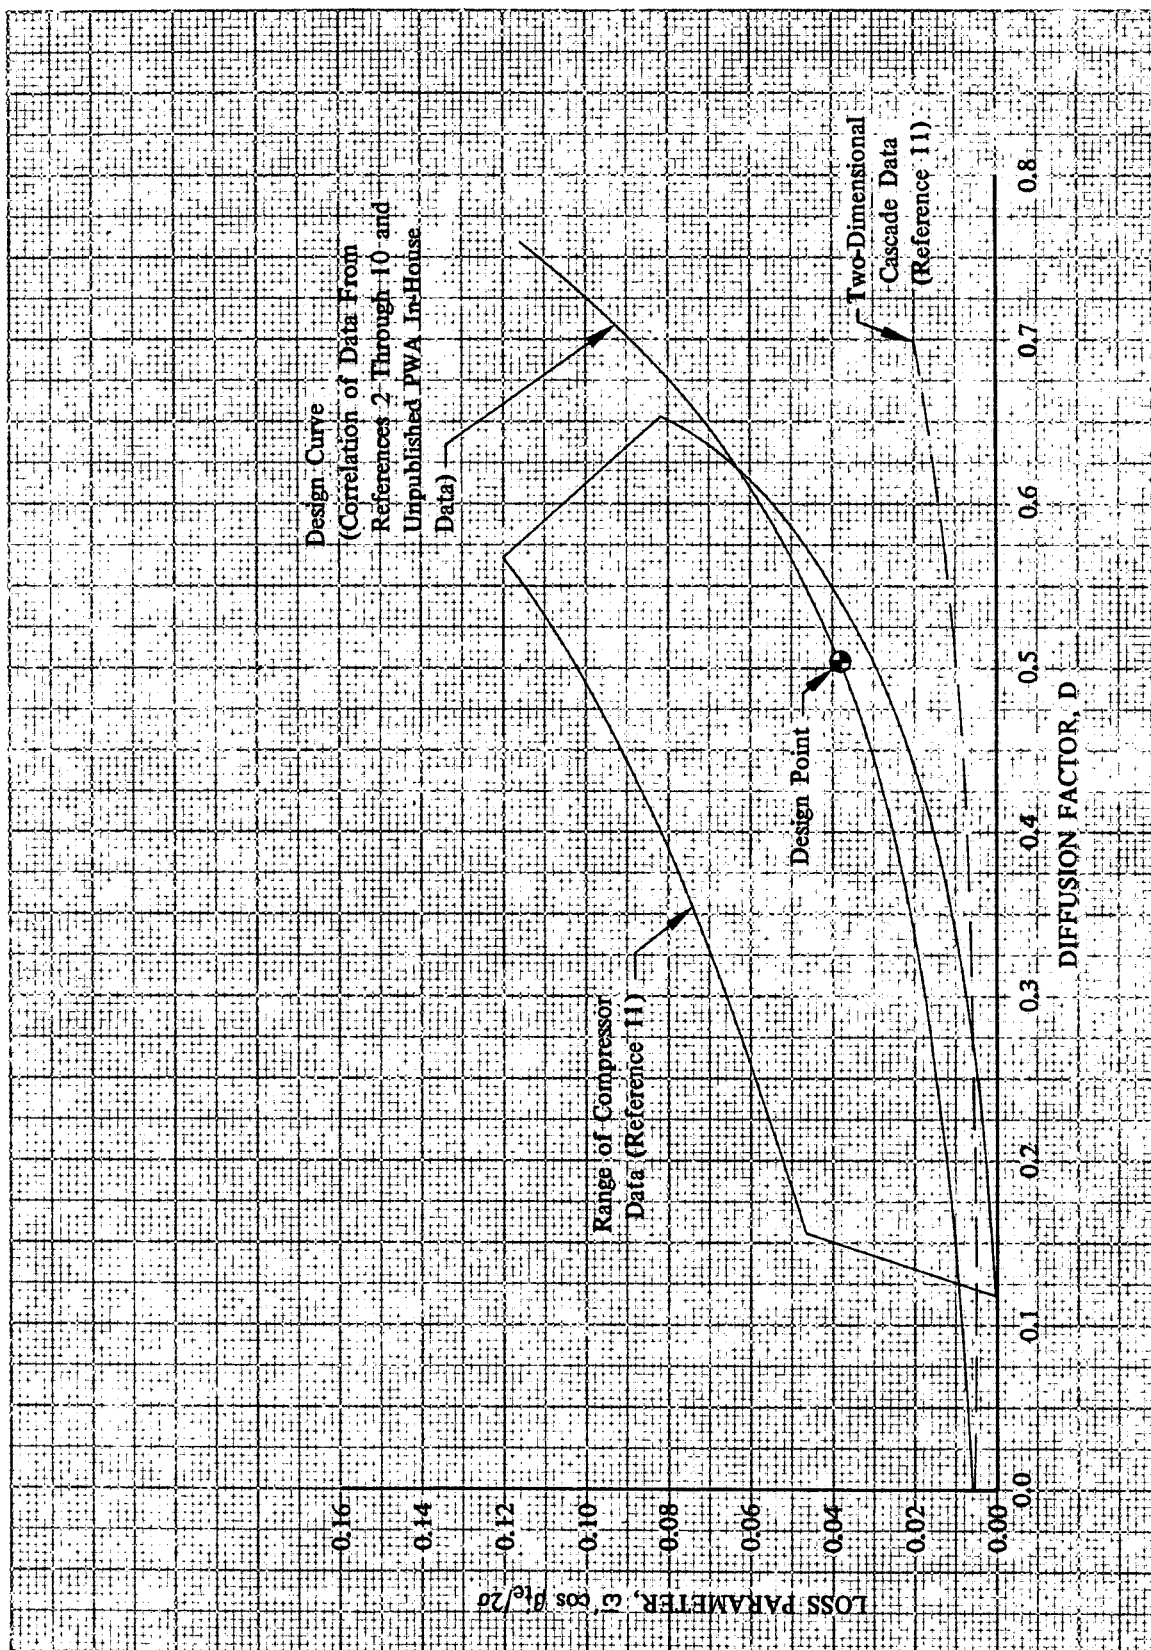 Design Curve
(Correlation of Data From
References 2 Through 10 and
Unpublished PWA In-House
Data)
Range of Compressor
Data (Reference 11)
Design Point
Two-Dimensional
Cascade Data
(Reference 11)
LOSS PARAMETER, ω̅' cos β'te/2σ
0.16
0.14
0.12
0.10
0.08
0.06
0.04
0.02
0.00
0.0
0.1
0.2
0.3
0.4
0.5
0.6
0.7
0.8
DIFFUSION FACTOR, D